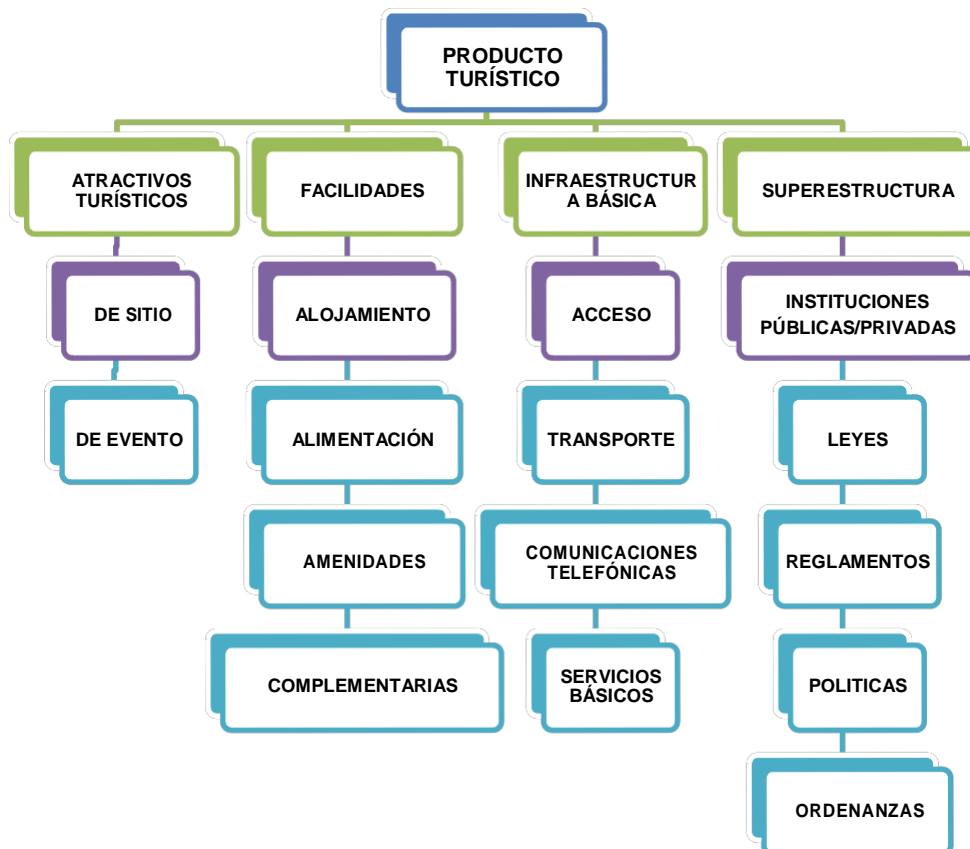 PRODUCTO
TURÍSTICO
ATRACTIVOS
TURÍSTICOS
FACILIDADES
INFRAESTRUCTUR
A BÁSICA
SUPERESTRUCTURA
DE SITIO
ALOJAMIENTO
ACCESO
INSTITUCIONES
PÚBLICAS/PRIVADAS
DE EVENTO
ALIMENTACIÓN
TRANSPORTE
LEYES
AMENIDADES
COMUNICACIONES
TELEFÓNICAS
REGLAMENTOS
COMPLEMENTARIAS
SERVICIOS
BÁSICOS
POLITICAS
ORDENANZAS